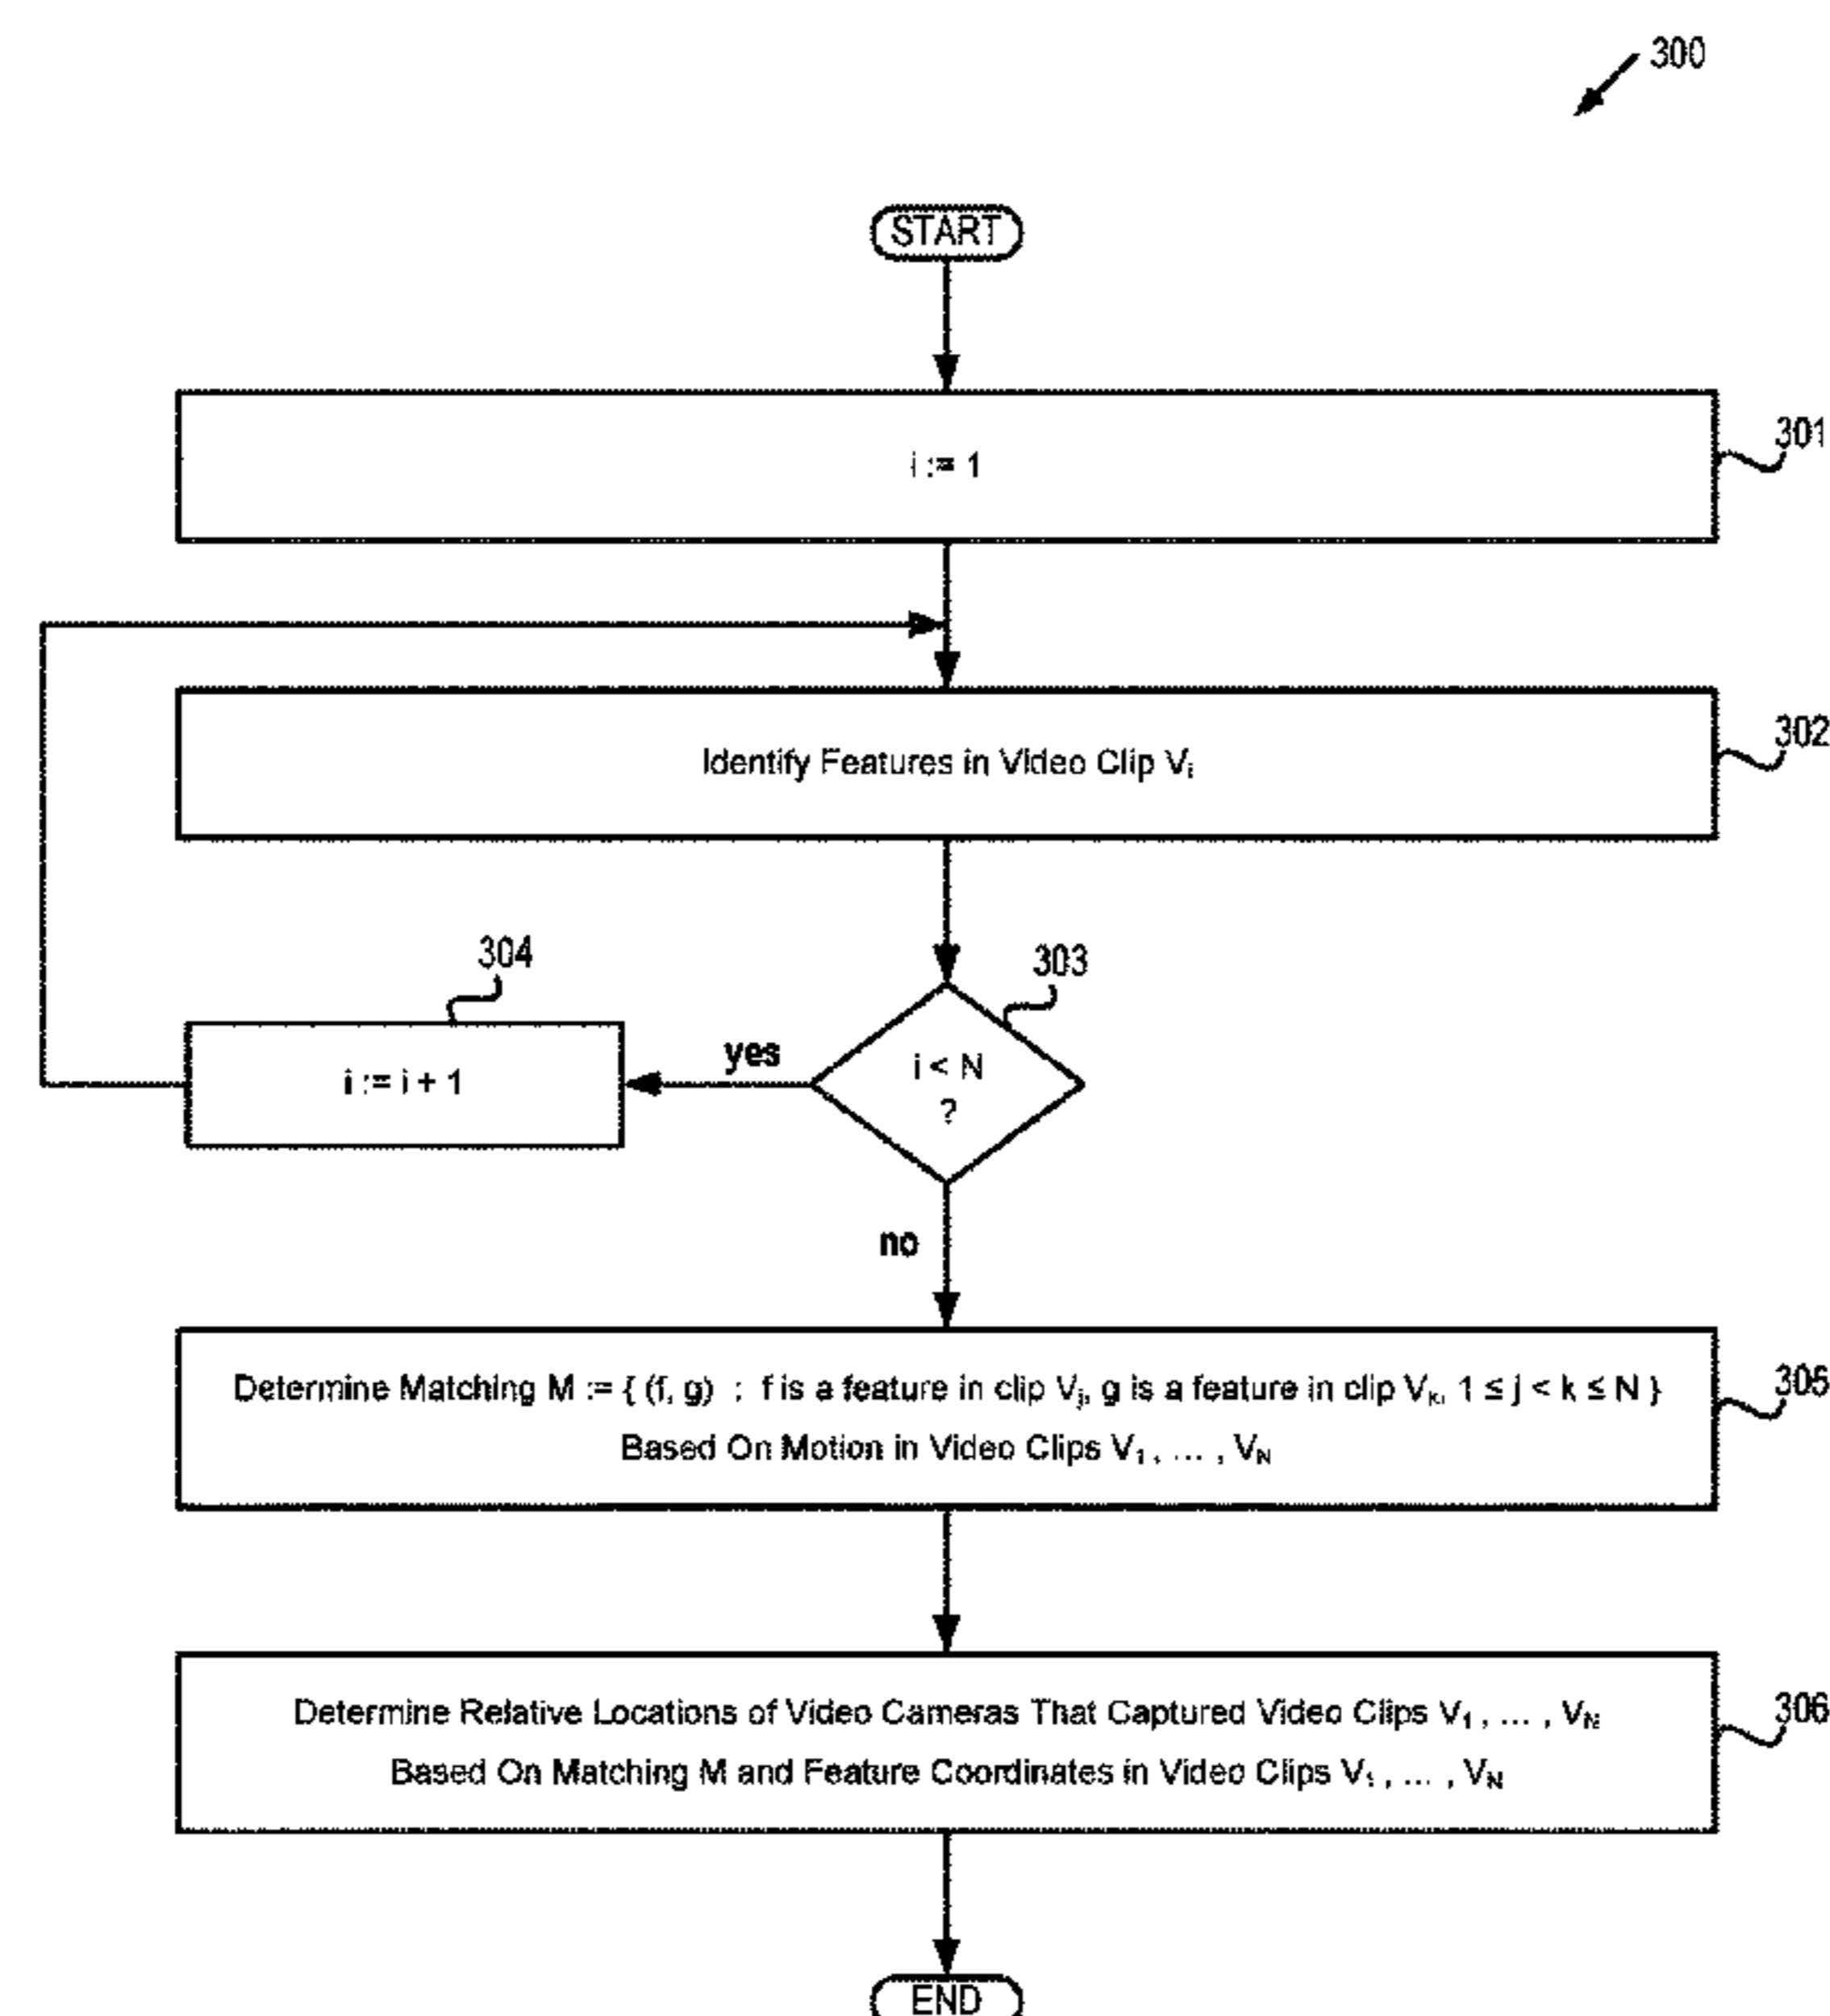 300
START
i := 1
301
Identify Features in Video Clip Vᵢ
302
304
303
i := i + 1
yes
i < N
?
no
Determine Matching M := { (f, g) ; f is a feature in clip Vⱼ, g is a feature in clip Vₖ, 1 ≤ j < k ≤ N }
305
Based On Motion in Video Clips V₁, ... , V_N
Determine Relative Locations of Video Cameras That Captured Video Clips V₁, ... , V_N
306
Based On Matching M and Feature Coordinates in Video Clips V₁, ... , V_N
END